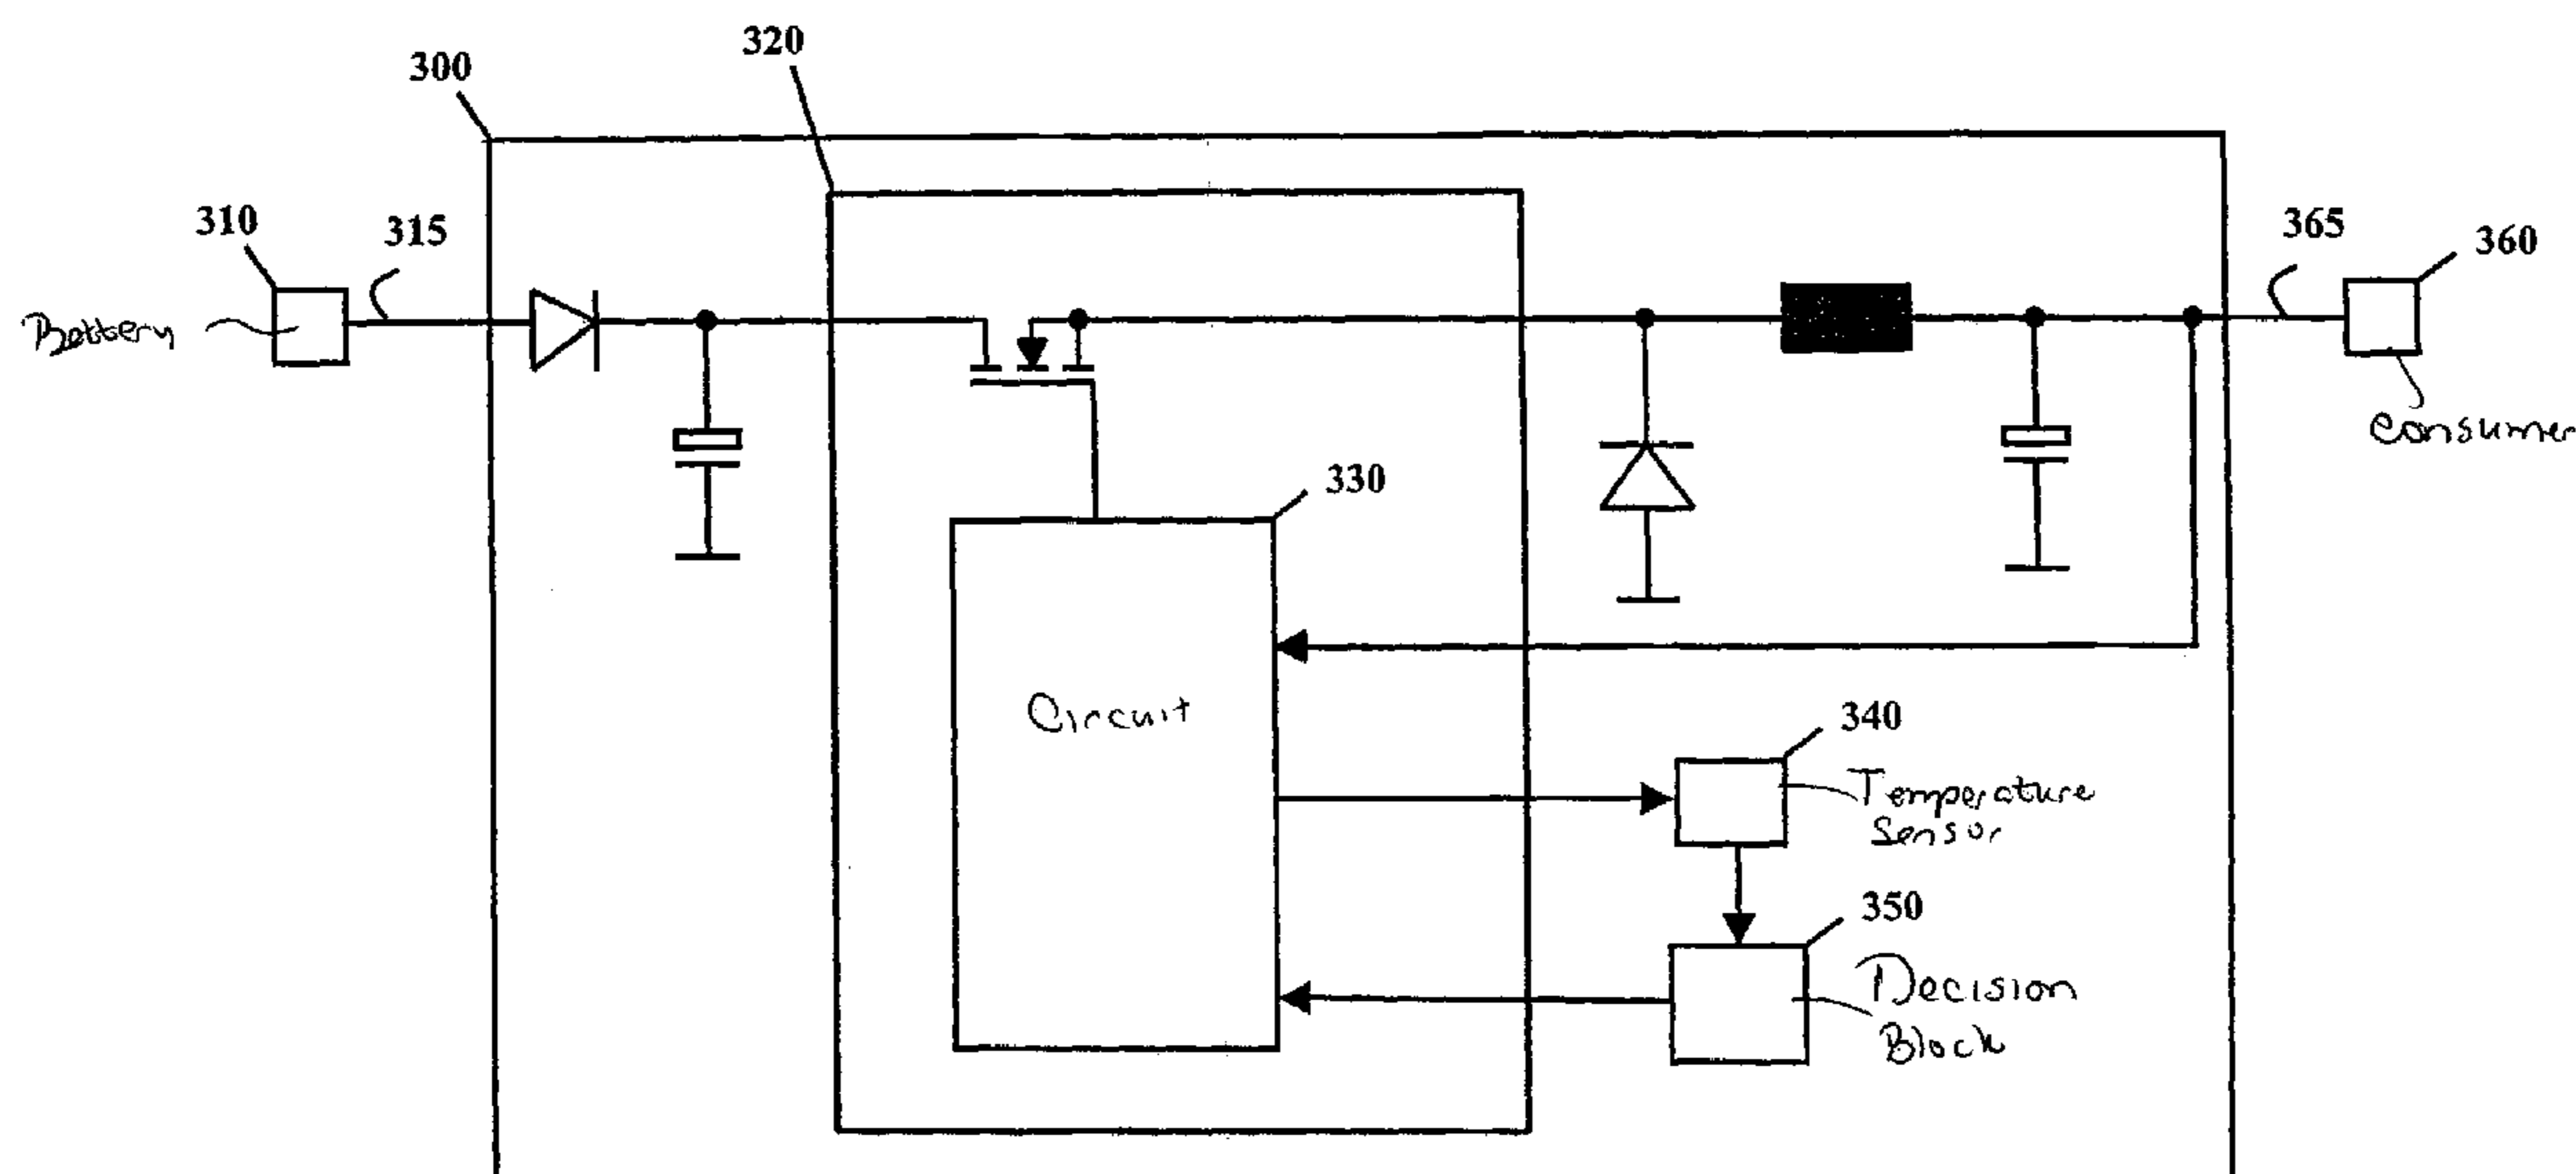 300
320
310
315
365
360
Battery
Consumer
330
Circuit
340
Temperature
Sensor
350
Decision
Block